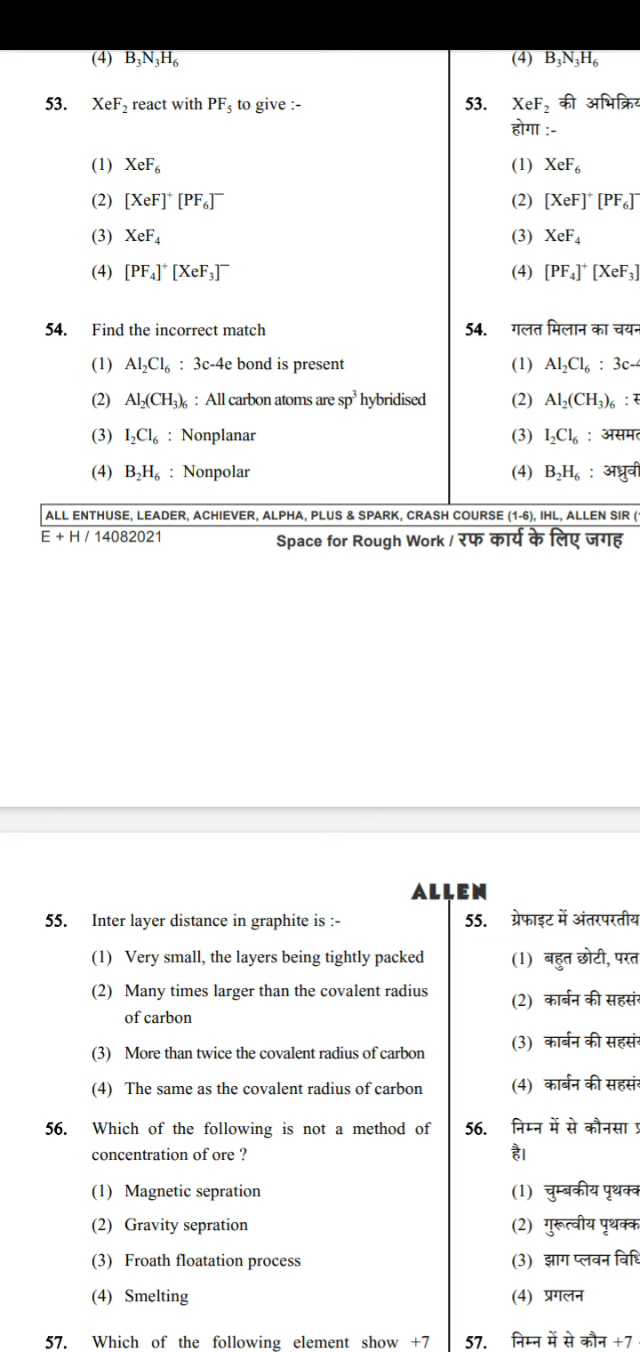 (4) B₃N₃H₆
53. XeF₂ react with PF₅ to give :-
(1) XeF₆
(2) [XeF]⁺ [PF₆]⁻
(3) XeF₄
(4) [PF₄]⁺ [XeF₃]⁻
54. Find the incorrect match
(1) Al₂Cl₆ : 3c-4e bond is present
(2) Al₂(CH₃)₆ : All carbon atoms are sp³ hybridised
(3) I₂Cl₆ : Nonplanar
(4) B₂H₆ : Nonpolar
(4) B₃N₃H₆
53. XeF₂ की
होगा :-
(1) XeF₆
(2) [XeF]⁺ [PF₆]⁻
(3) XeF₄
(4) [PF₄]⁺ [XeF₃]
54. गलत मिलान का
(1) Al₂Cl₆ : 3c-
(2) Al₂(CH₃)₆ :
(3) I₂Cl₆ :
(4) B₂H₆ :
ALL ENTHUSE, LEADER, ACHIEVER, ALPHA, PLUS & SPARK, CRASH COURSE (1-6), IHL, ALLEN SIR (
E + H / 14082021
Space for Rough Work / रफ कार्य के लिए जगह
ALLEN
55. Inter layer distance in graphite is :-
(1) Very small, the layers being tightly packed
(2) Many times larger than the covalent radius
of carbon
(3) More than twice the covalent radius of carbon
(4) The same as the covalent radius of carbon
56. Which of the following is not a method of
concentration of ore ?
(1) Magnetic sepration
(2) Gravity sepration
(3) Froath floatation process
(4) Smelting
57. Which of the following element show +7
55. ग्रेफाइट में अंतरपरतीय
(1) बहुत छोटी, परत
(2) कार्बन की
(3) कार्बन की
(4) कार्बन की
56. निम्न में से कौनसा
है।
(1) चुम्बकीय
(2) गुरूत्वीय
(3) झाग प्लवन विधि
(4) प्रगलन
57. निम्न में से कौन +7